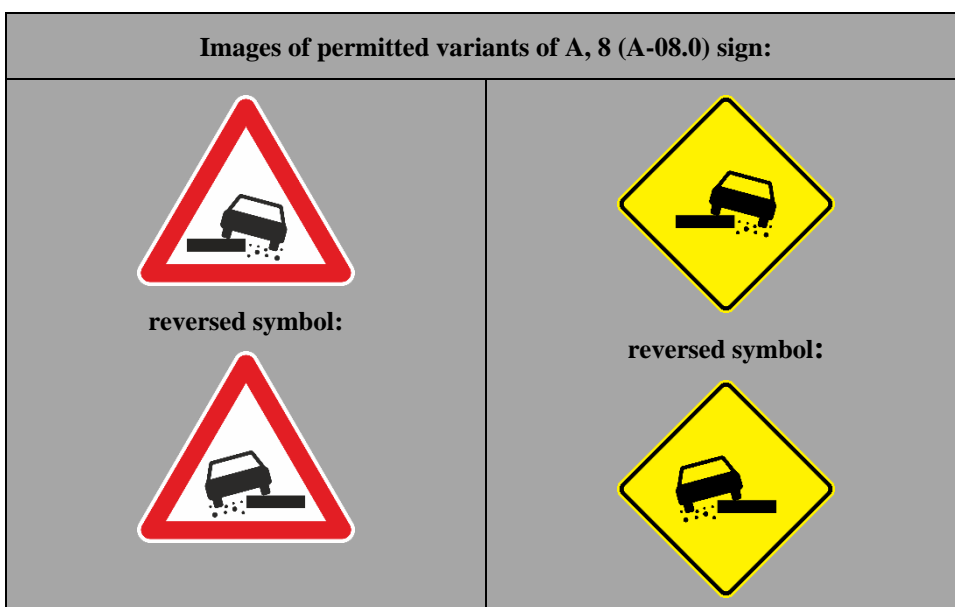 Images of permitted variants of A, 8 (A-08.0) sign:
reversed symbol:
reversed symbol: